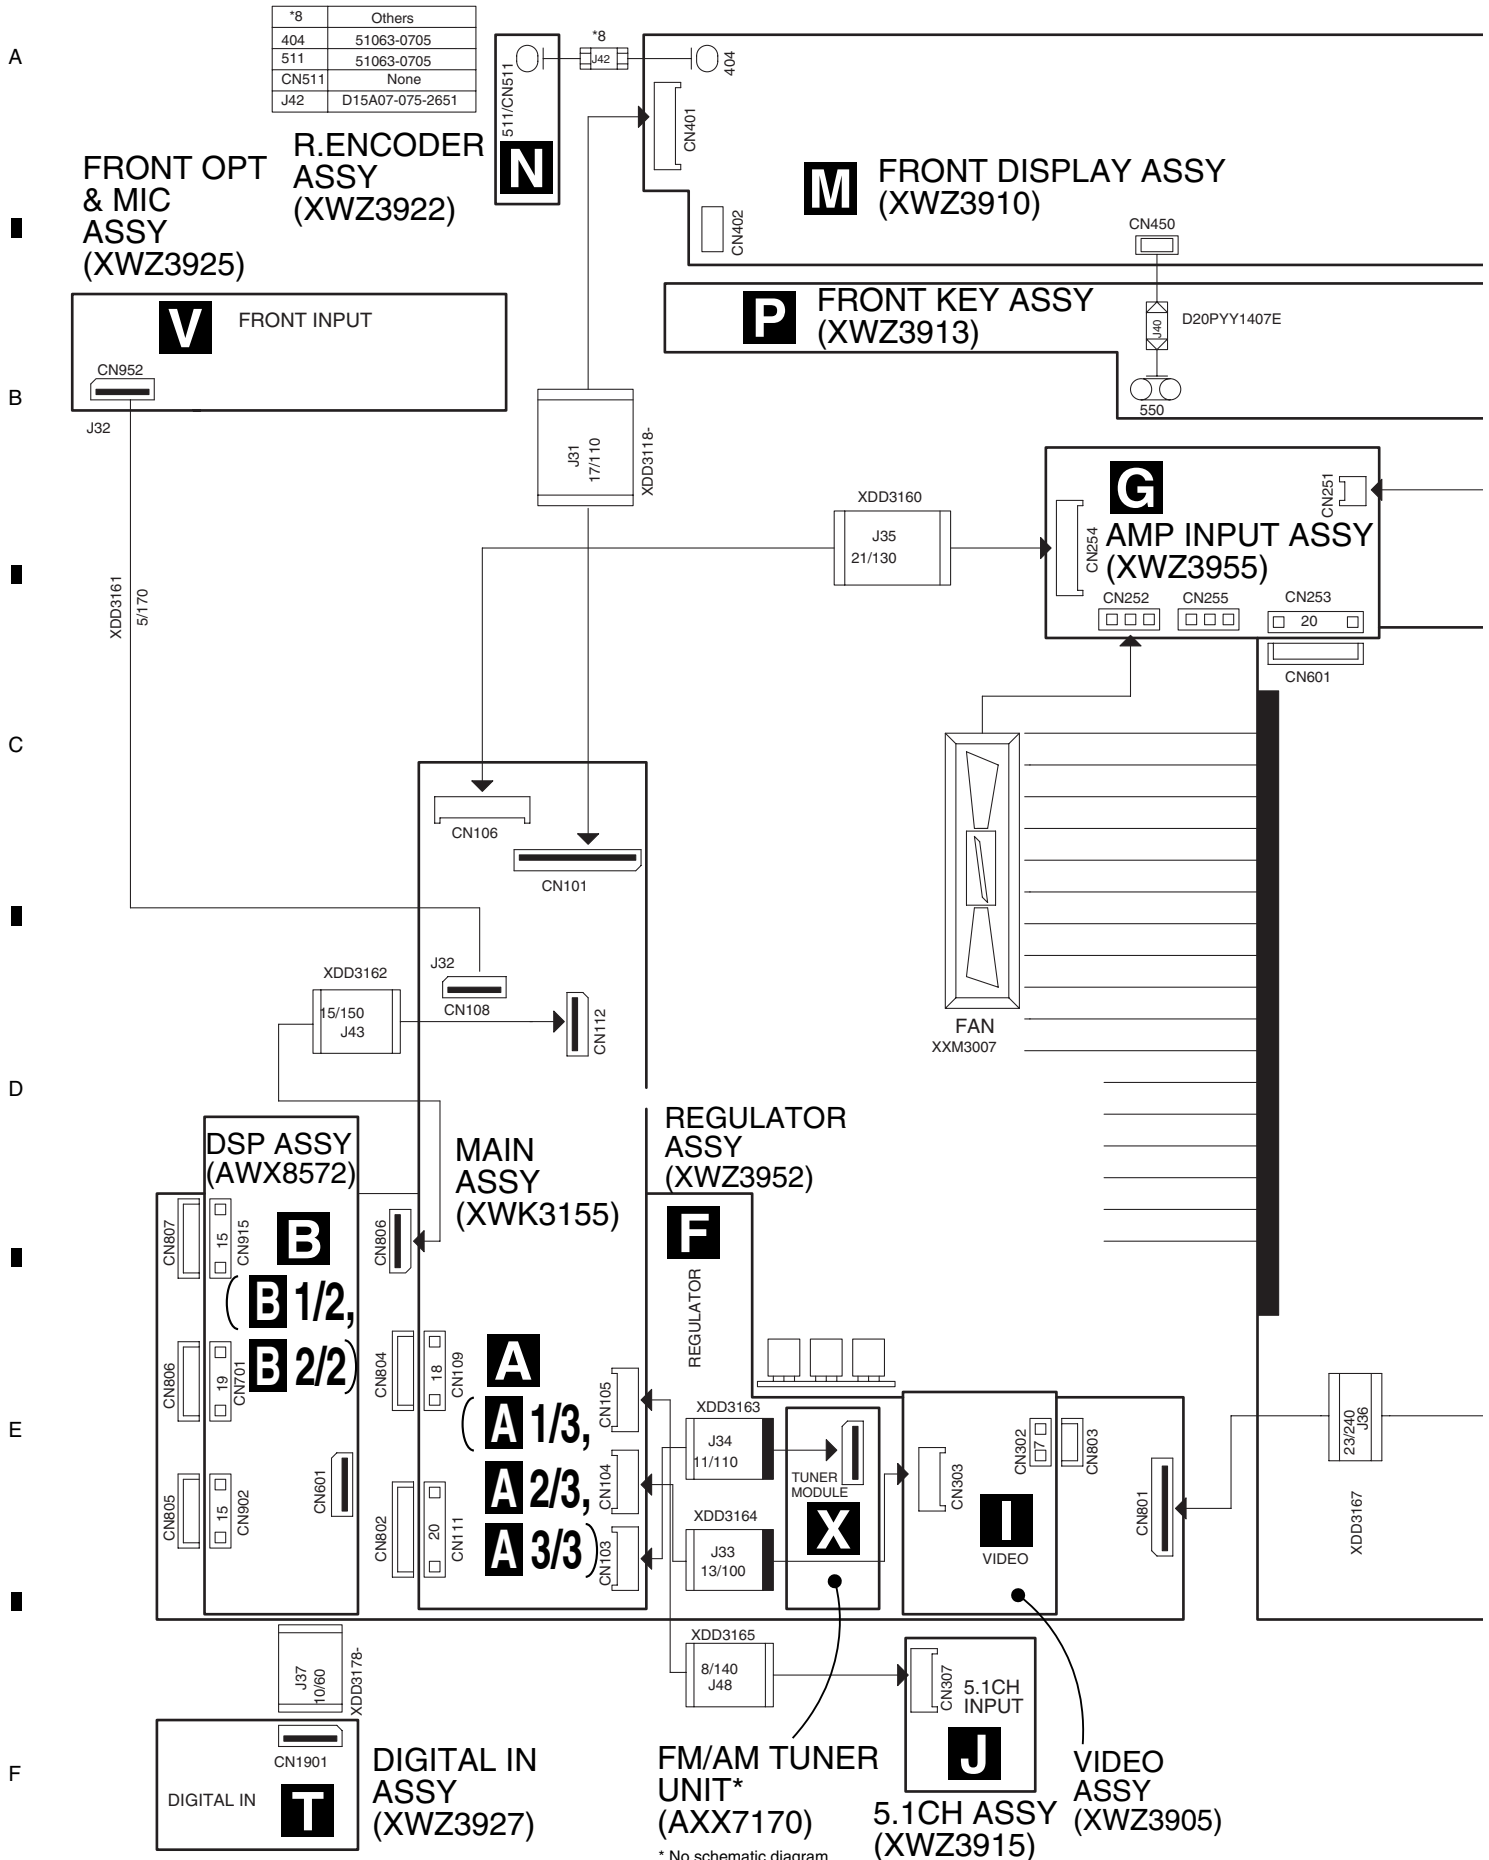 *8 Others
404 51063-0705
511 51063-0705
CN511 None
J42 D15A07-075-2651
A
511/CN511
*8
J42
404
CN401
R.ENCODER
ASSY
(XWZ3922)
N
FRONT OPT
& MIC
ASSY
(XWZ3925)
M
FRONT DISPLAY ASSY
(XWZ3910)
CN402
CN450
V
FRONT INPUT
P
FRONT KEY ASSY
(XWZ3913)
J40
D20PYY1407E
CN952
550
B
J32
J31
17/110
XDD3118-
G
CN251
AMP INPUT ASSY
(XWZ3955)
XDD3160
J35
21/130
CN254
CN252
CN255
CN253
20
CN601
XDD3161
5/170
C
CN106
CN101
XDD3162
15/150
J43
J32
CN108
CN112
FAN
XXM3007
D
DSP ASSY
(AWX8572)
MAIN
ASSY
(XWK3155)
REGULATOR
ASSY
(XWZ3952)
CN807
15
CN915
B
CN806
F
REGULATOR
( B 1/2,
B 2/2)
CN806
19
CN701
CN804
18
CN109
A
( A 1/3,
A 2/3,
A 3/3)
CN105
CN104
CN103
E
XDD3163
J34
11/110
TUNER
MODULE
X
XDD3164
J33
13/100
CN303
CN302
7
CN803
I
VIDEO
CN801
23/240
J36
XDD3167
CN805
15
CN902
CN601
CN802
20
CN111
XDD3165
8/140
J48
J37
10/60
XDD3178-
CN307
5.1CH
INPUT
J
CN1901
DIGITAL IN
T
F
DIGITAL IN
ASSY
(XWZ3927)
FM/AM TUNER
UNIT*
(AXX7170)
* No schematic diagram
5.1CH ASSY
(XWZ3915)
VIDEO
ASSY
(XWZ3905)